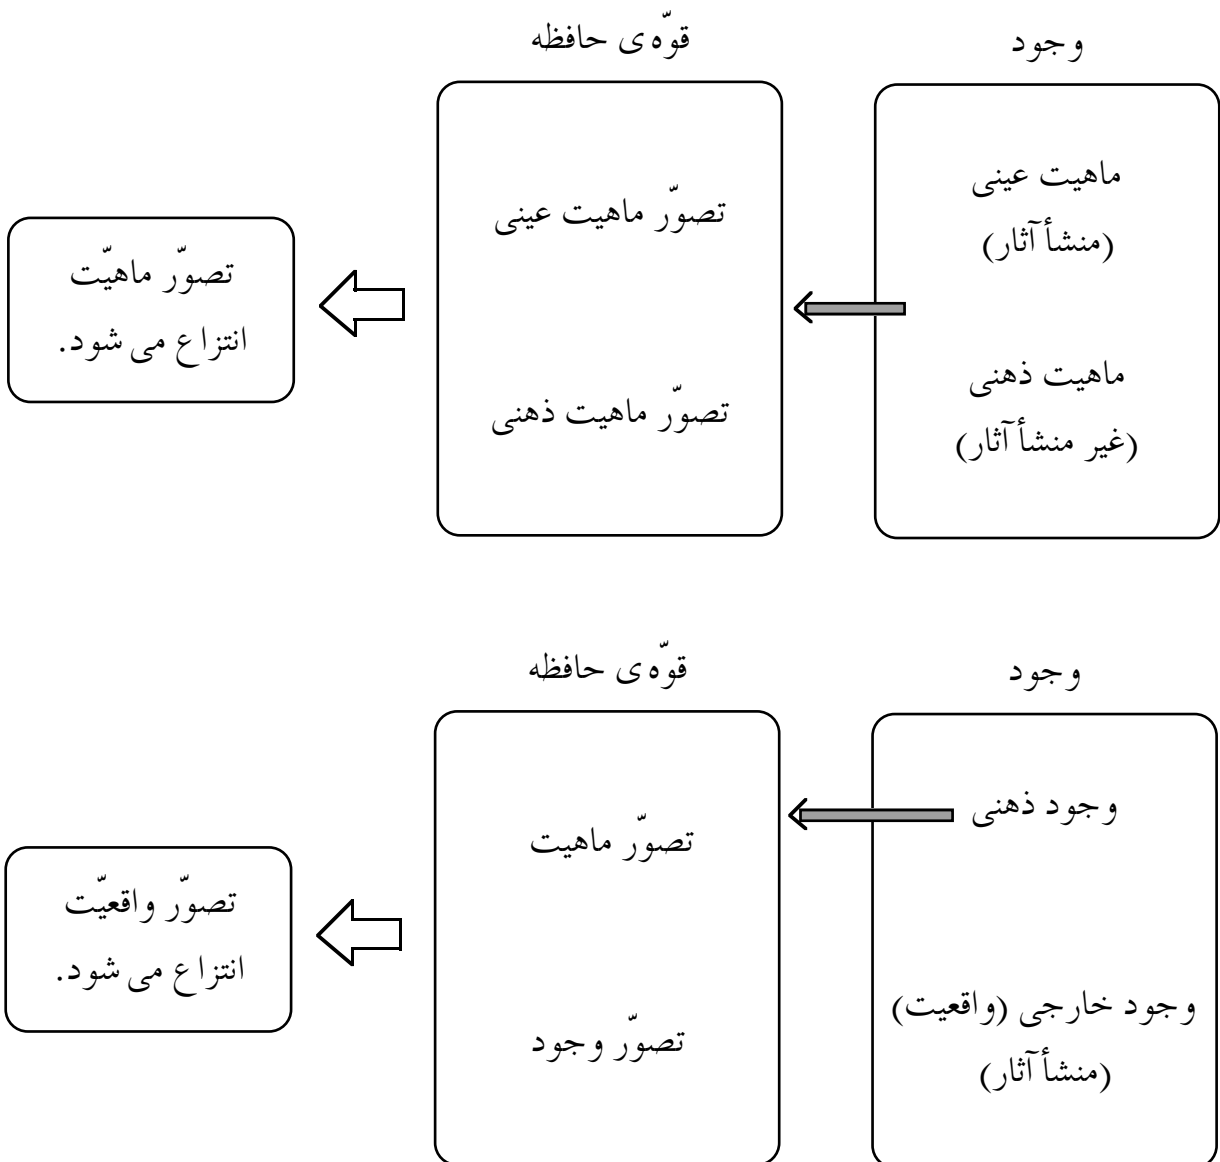 وجود
ماهیت عینی
(منشأ آثار)
ماهیت ذهنی
(غیر منشأ آثار)
قوّه ی حافظه
تصوّر ماهیت عینی
تصوّر ماهیت ذهنی
تصوّر ماهیّت
انتزاع می شود.
وجود
وجود ذهنی
وجود خارجی (واقعیت)
(منشأ آثار)
قوّه ی حافظه
تصوّر ماهیت
تصوّر وجود
تصوّر واقعیّت
انتزاع می شود.